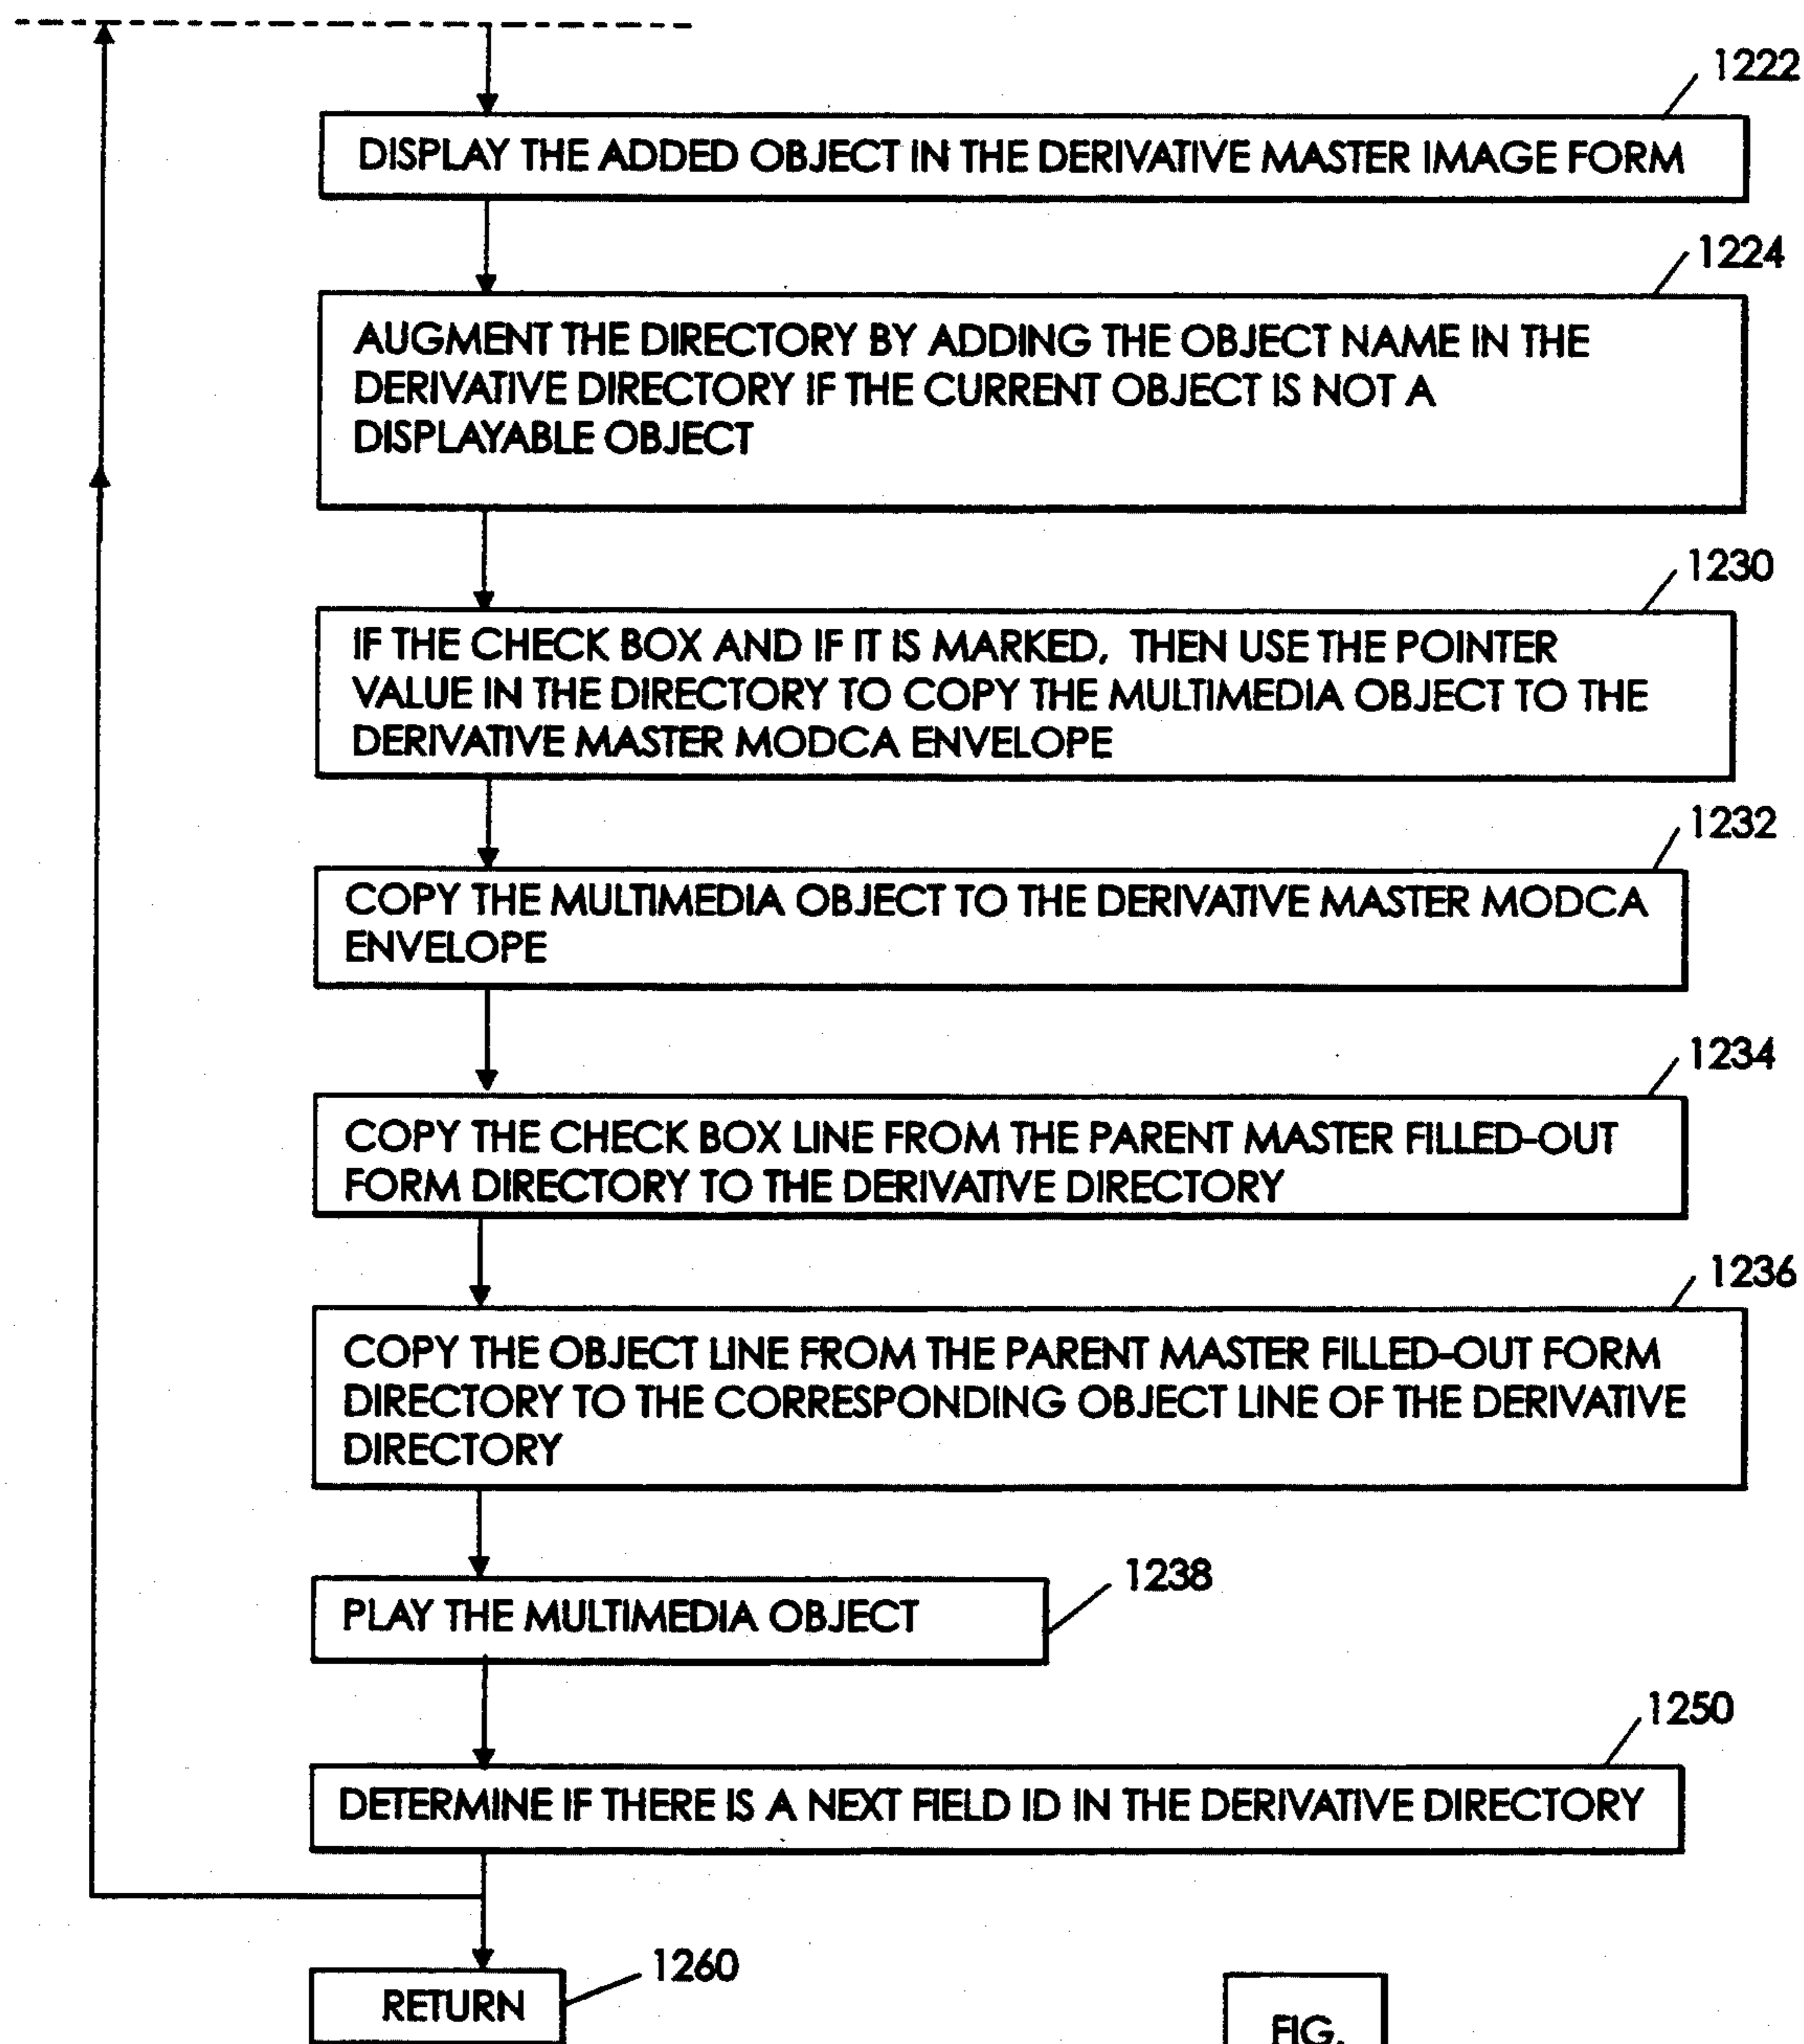 1222
DISPLAY THE ADDED OBJECT IN THE DERIVATIVE MASTER IMAGE FORM
1224
AUGMENT THE DIRECTORY BY ADDING THE OBJECT NAME IN THE
DERIVATIVE DIRECTORY IF THE CURRENT OBJECT IS NOT A
DISPLAYABLE OBJECT
1230
IF THE CHECK BOX AND IF IT IS MARKED, THEN USE THE POINTER
VALUE IN THE DIRECTORY TO COPY THE MULTIMEDIA OBJECT TO THE
DERIVATIVE MASTER MODCA ENVELOPE
1232
COPY THE MULTIMEDIA OBJECT TO THE DERIVATIVE MASTER MODCA
ENVELOPE
1234
COPY THE CHECK BOX LINE FROM THE PARENT MASTER FILLED-OUT
FORM DIRECTORY TO THE DERIVATIVE DIRECTORY
1236
COPY THE OBJECT LINE FROM THE PARENT MASTER FILLED-OUT FORM
DIRECTORY TO THE CORRESPONDING OBJECT LINE OF THE DERIVATIVE
DIRECTORY
1238
PLAY THE MULTIMEDIA OBJECT
1250
DETERMINE IF THERE IS A NEXT FIELD ID IN THE DERIVATIVE DIRECTORY
1260
RETURN
FIG.